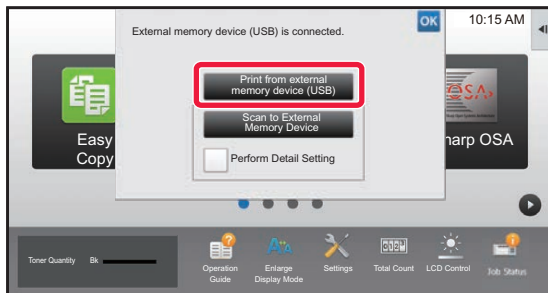 External memory device (USB) is connected.
OK
10:15 AM
Print from external
memory device (USB)
Scan to External
Memory Device
Perform Detail Setting
Easy
Copy
OSA
harp OSA
Toner Quantity
Bk
Operation
Guide
Enlarge
Display Mode
Settings
Total Count
LCD Control
Job Status